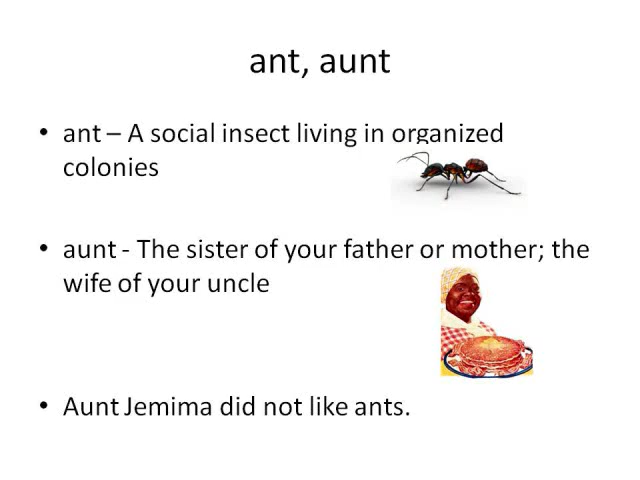 ant, aunt
• ant – A social insect living in organized
colonies
• aunt - The sister of your father or mother; the
wife of your uncle
• Aunt Jemima did not like ants.